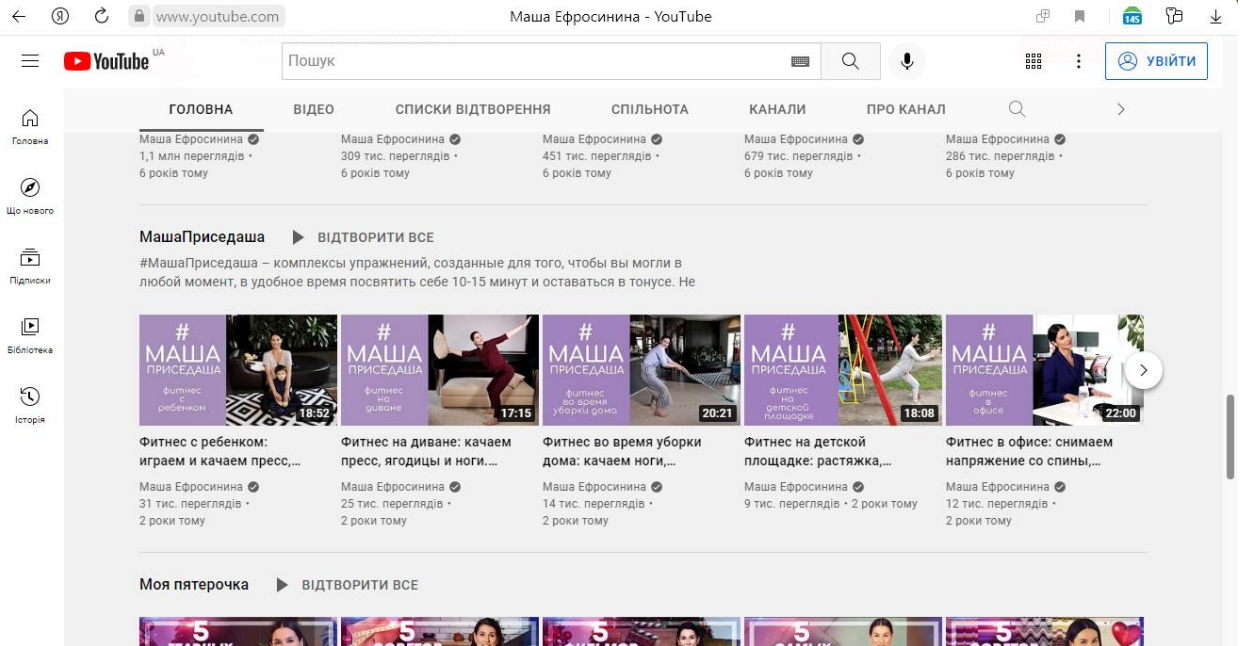 www.youtube.com
Маша Ефросинина - YouTube
145
YouTube UA
Пошук
УВІЙТИ
ГОЛОВНА ВІДЕО СПИСКИ ВІДТВОРЕННЯ СПІЛЬНОТА КАНАЛИ ПРО КАНАЛ
Головна
Що нового
Підписки
Бібліотека
Історія
Маша Ефросинина
1,1 млн переглядів •
6 років тому
Маша Ефросинина
309 тис. переглядів •
6 років тому
Маша Ефросинина
451 тис. переглядів •
6 років тому
Маша Ефросинина
679 тис. переглядів •
6 років тому
Маша Ефросинина
286 тис. переглядів •
6 років тому
МашаПриседаша ВІДТВОРИТИ ВСЕ
#МашаПриседаша – комплексы упражнений, созданные для того, чтобы вы могли в
любой момент, в удобное время посвятить себе 10-15 минут и оставаться в тонусе. Не
#
МАША
ПРИСЕДАША
фитнес
с
ребенком
18:52
Фитнес с ребенком:
играем и качаем пресс,...
Маша Ефросинина
31 тис. переглядів •
2 роки тому
#
МАША
ПРИСЕДАША
фитнес
на
диване
17:15
Фитнес на диване: качаем
пресс, ягодицы и ноги....
Маша Ефросинина
25 тис. переглядів •
2 роки тому
#
МАША
ПРИСЕДАША
фитнес
во время
уборки дома
20:21
Фитнес во время уборки
дома: качаем ноги,...
Маша Ефросинина
14 тис. переглядів •
2 роки тому
#
МАША
ПРИСЕДАША
фитнес
на
детской
площадке
18:08
Фитнес на детской
площадке: растяжка,...
Маша Ефросинина
9 тис. переглядів • 2 роки тому
#
МАША
ПРИСЕДАША
фитнес
в
офисе
22:00
Фитнес в офисе: снимаем
напряжение со спины,...
Маша Ефросинина
12 тис. переглядів •
2 роки тому
Моя пятерочка ВІДТВОРИТИ ВСЕ
5
5
5
5
5